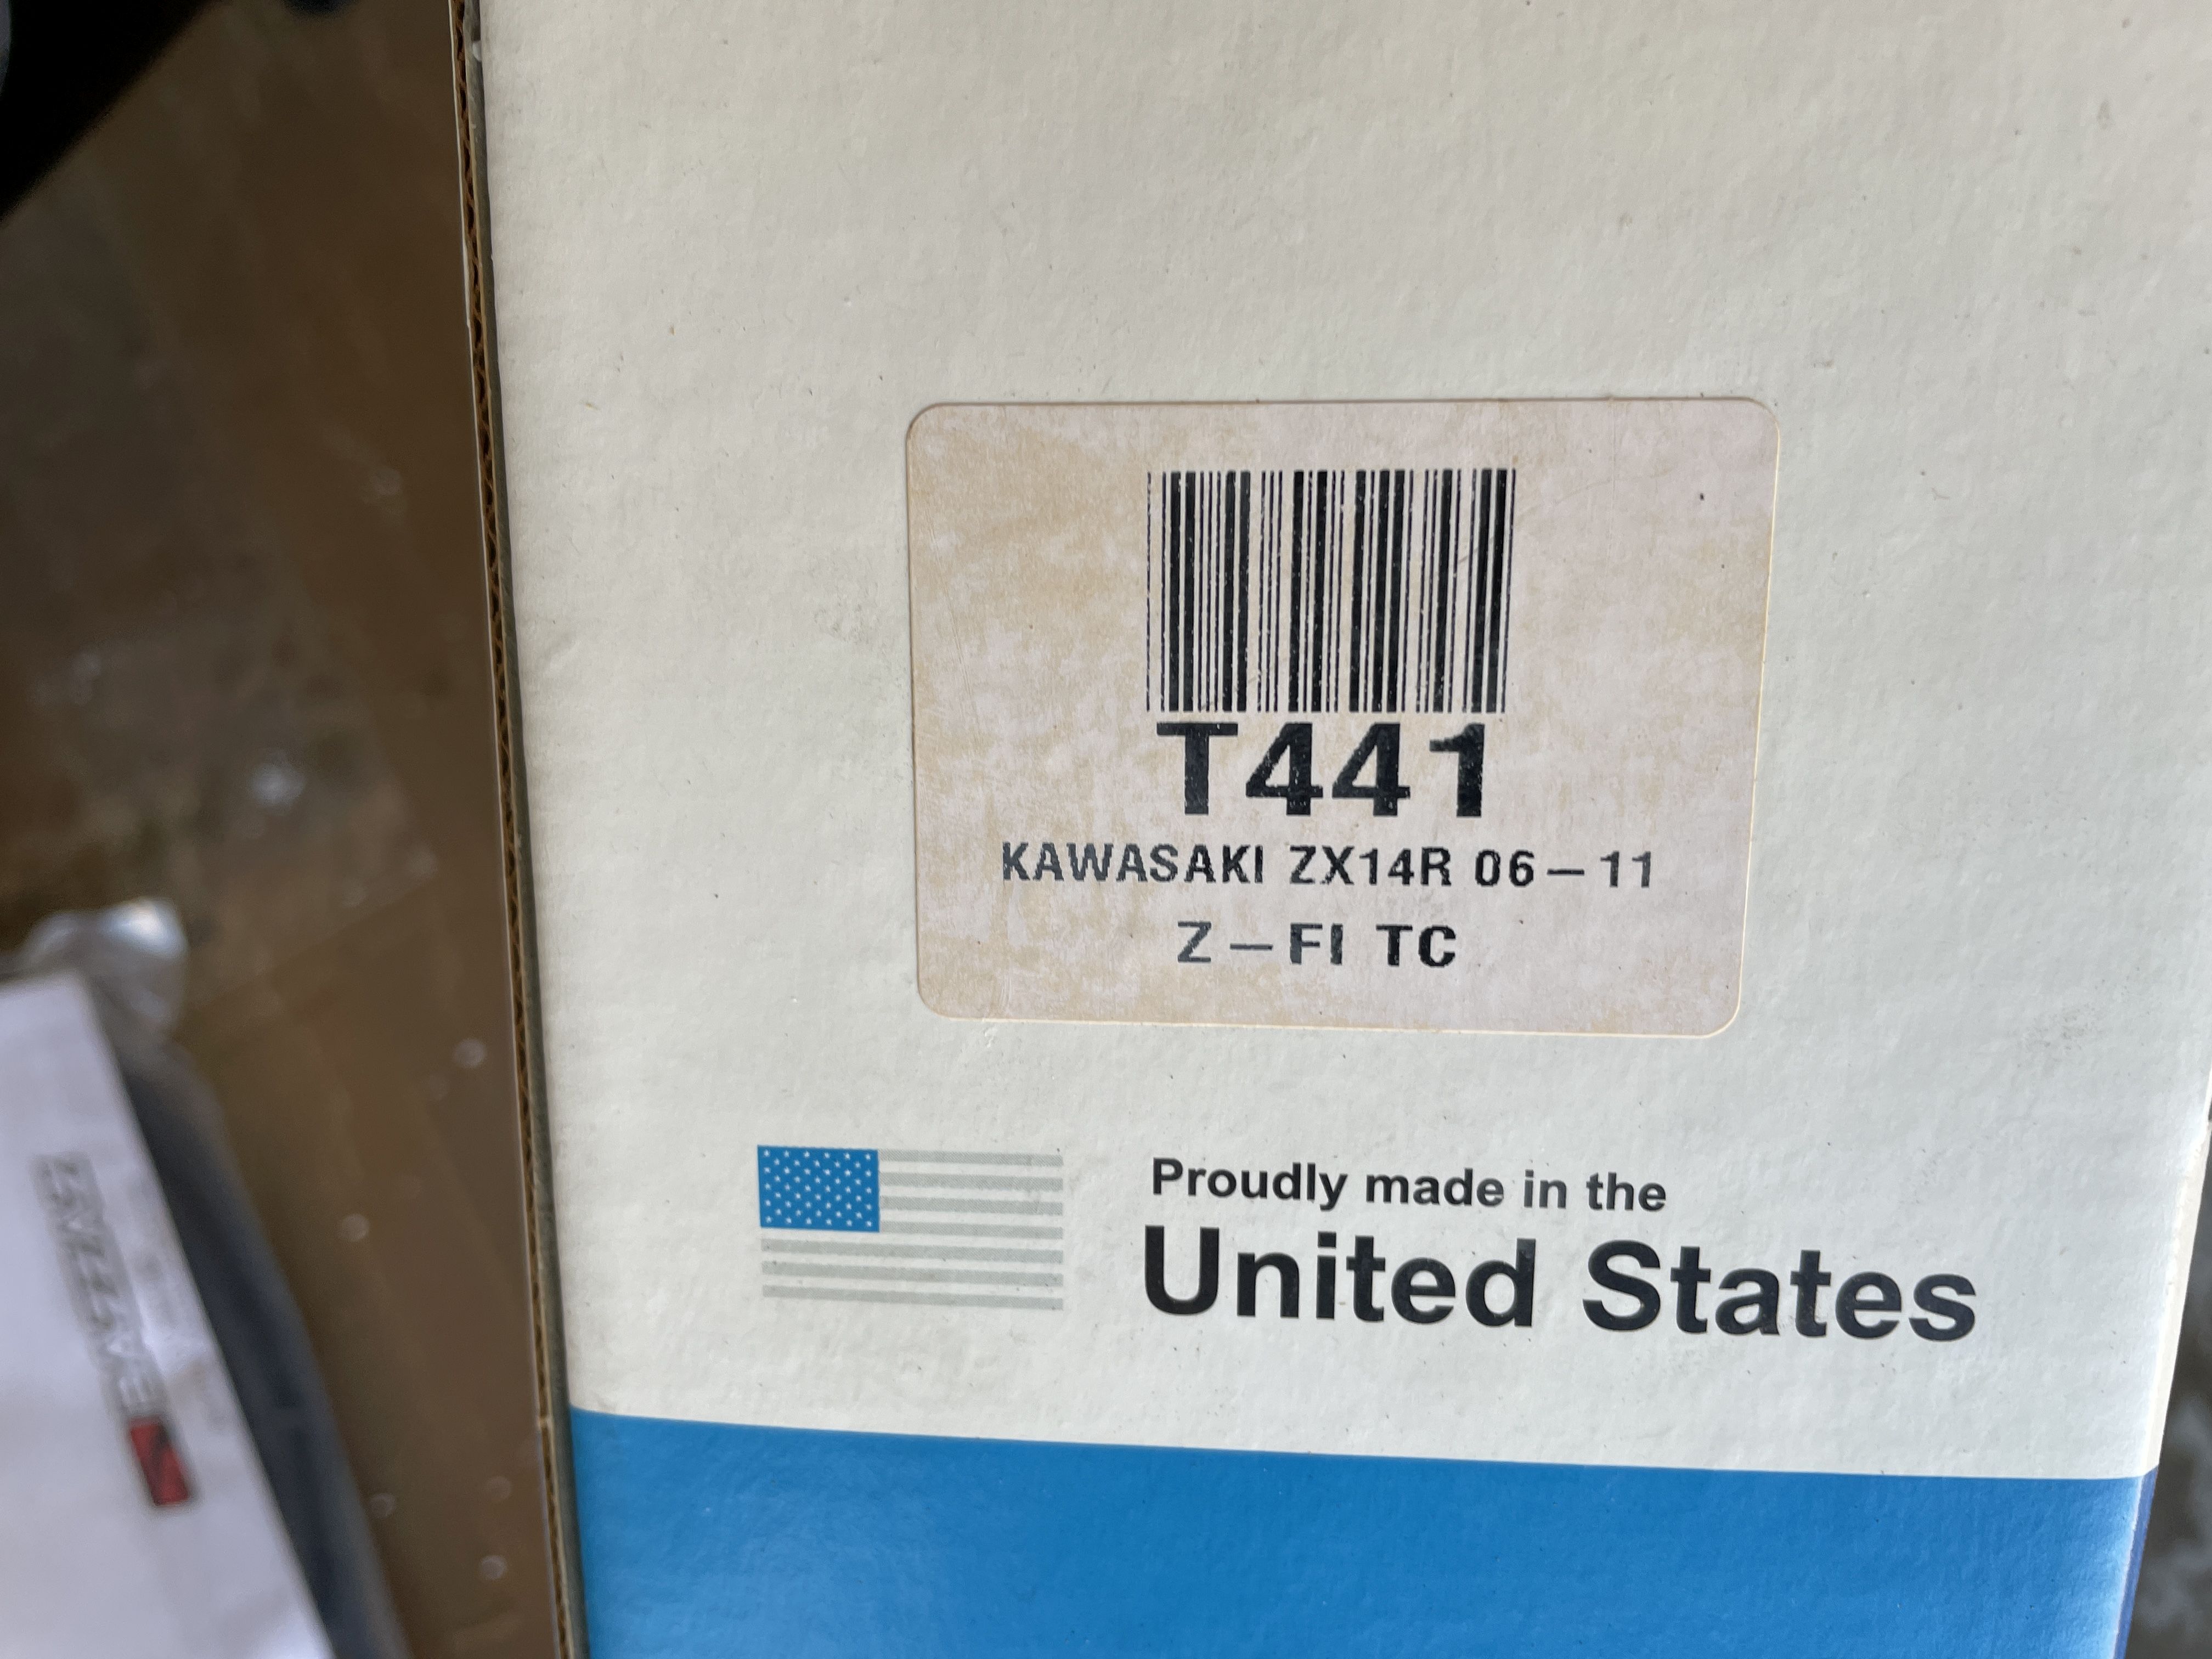 T441
KAWASAKI ZX14R 06-11
Z-FI TC
Proudly made in the
United States